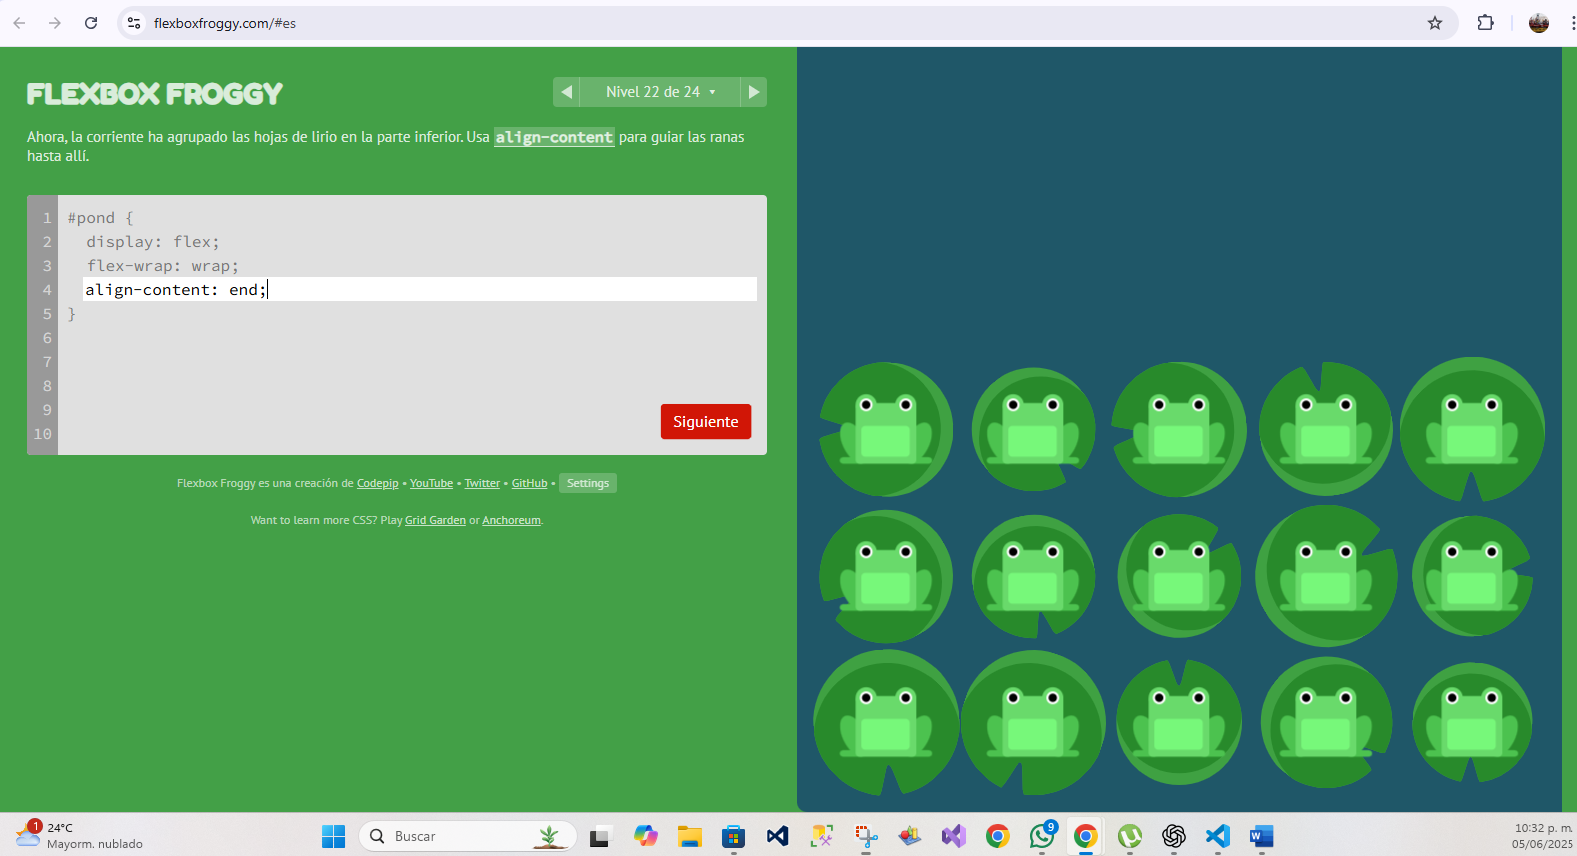 flexboxfroggy.com/#es
FLEXBOX FROGGY
Nivel 22 de 24
Ahora, la corriente ha agrupado las hojas de lirio en la parte inferior. Usa align-content para guiar las ranas
hasta allí.
1 #pond {
2 display: flex;
3 flex-wrap: wrap;
4 align-content: end;
5 }
6
7
8
9
10
Siguiente
Flexbox Froggy es una creación de Codepip • YouTube • Twitter • GitHub • Settings
Want to learn more CSS? Play Grid Garden or Anchoreum.
1
24°C
Mayorm. nublado
Buscar
9
10:32 p. m.
05/06/2025